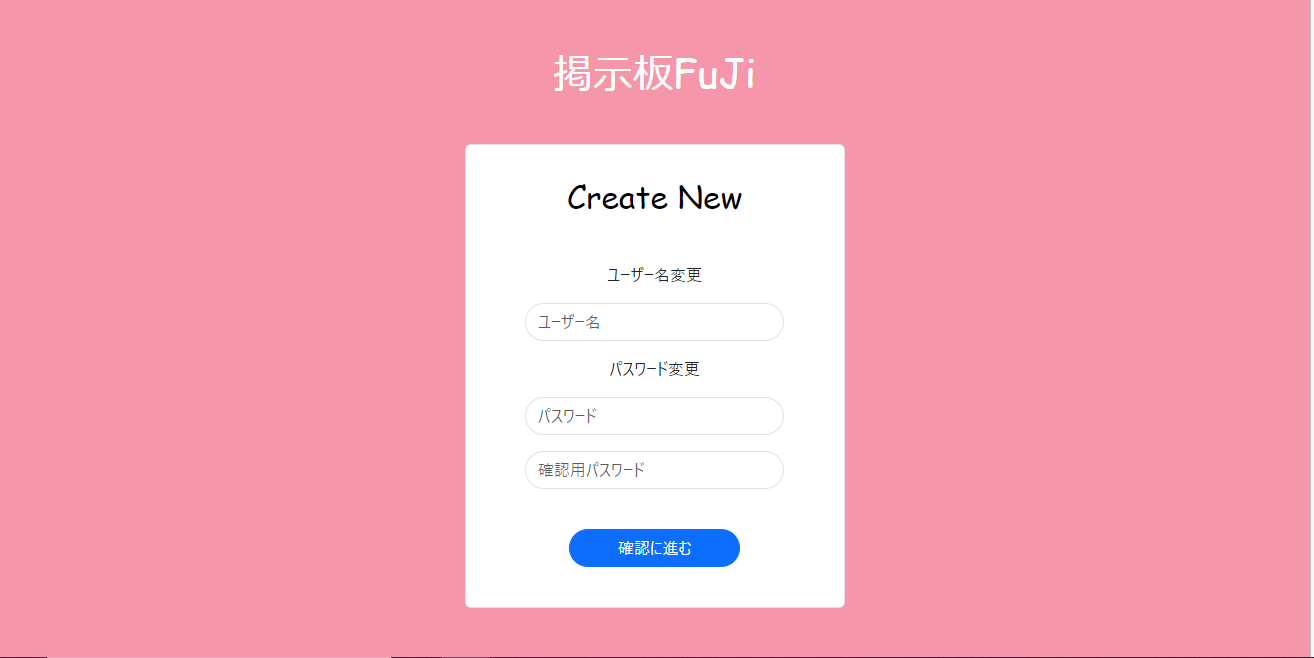 掲示板FuJi
Create New
ユーザー名変更
ユーザー名
パスワード変更
パスワード
確認用パスワード
確認に進む